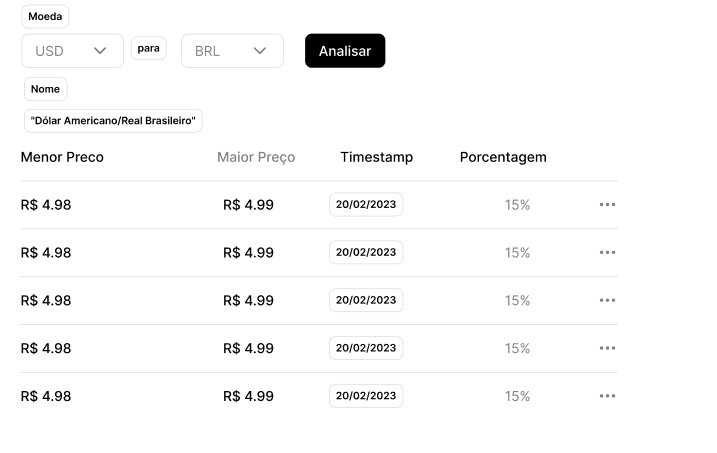 Moeda
USD para BRL Analisar
Nome
"Dólar Americano/Real Brasileiro"
Menor Preco Maior Preço Timestamp Porcentagem
R$ 4.98 R$ 4.99 20/02/2023 15%
R$ 4.98 R$ 4.99 20/02/2023 15%
R$ 4.98 R$ 4.99 20/02/2023 15%
R$ 4.98 R$ 4.99 20/02/2023 15%
R$ 4.98 R$ 4.99 20/02/2023 15%